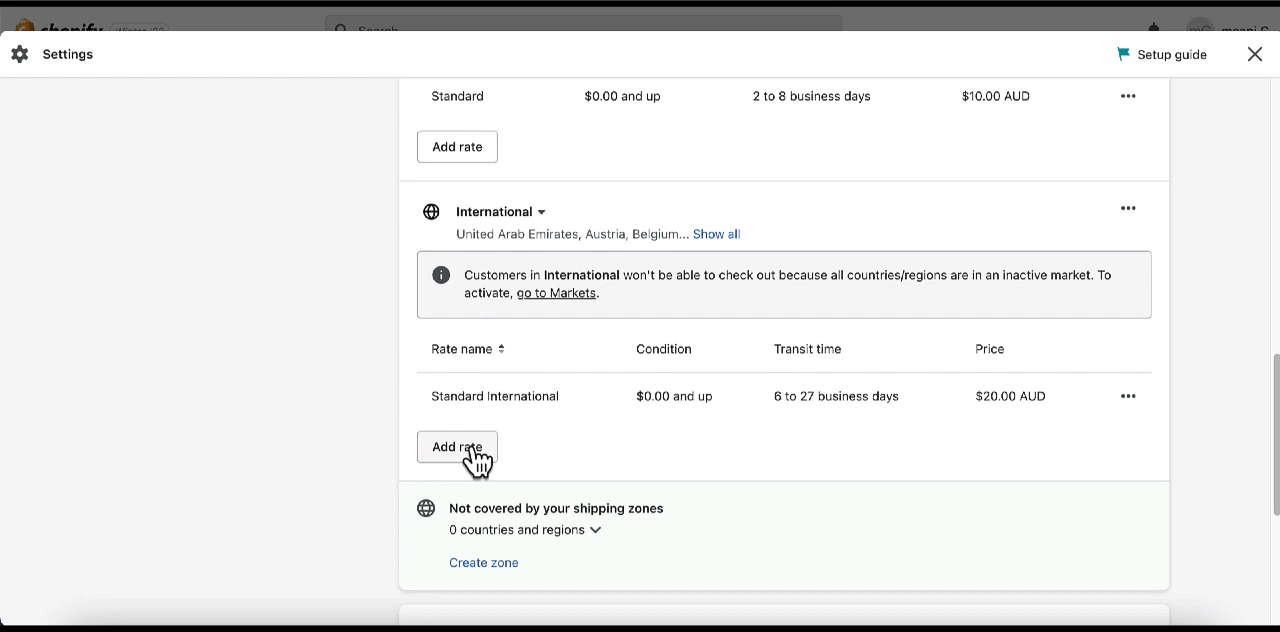 shopify Winter '23 Search
Settings
Setup guide
Standard $0.00 and up 2 to 8 business days $10.00 AUD
Add rate
International
United Arab Emirates, Austria, Belgium... Show all
Customers in International won't be able to check out because all countries/regions are in an inactive market. To
activate, go to Markets.
Rate name Condition Transit time Price
Standard International $0.00 and up 6 to 27 business days $20.00 AUD
Add rate
Not covered by your shipping zones
0 countries and regions
Create zone